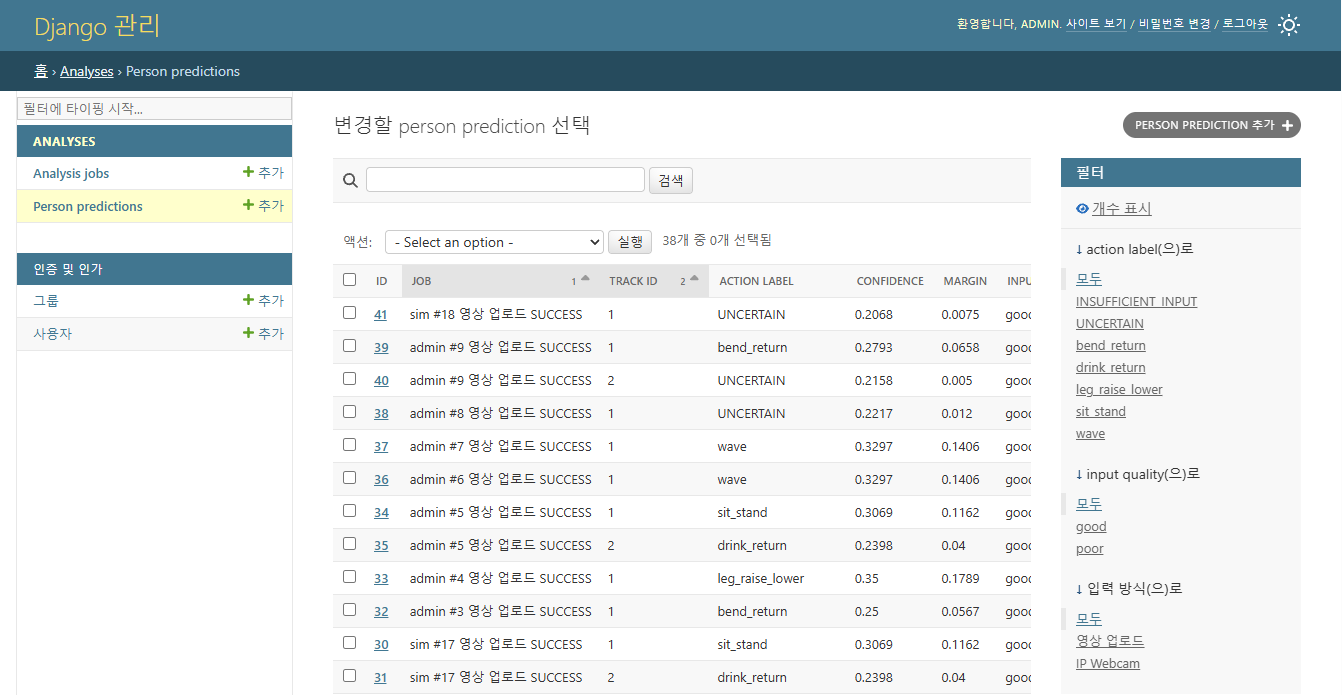 Django 관리
환영합니다, ADMIN. 사이트 보기 / 비밀번호 변경 / 로그아웃
홈 › Analyses › Person predictions
필터에 타이핑 시작...
ANALYSES
Analysis jobs 추가
Person predictions 추가
인증 및 인가
그룹 추가
사용자 추가
변경할 person prediction 선택
PERSON PREDICTION 추가 +
검색
액션: - Select an option - 실행 38개 중 0개 선택됨
ID JOB 1 TRACK ID 2 ACTION LABEL CONFIDENCE MARGIN INPU
41 sim #18 영상 업로드 SUCCESS 1 UNCERTAIN 0.2068 0.0075 good
39 admin #9 영상 업로드 SUCCESS 1 bend_return 0.2793 0.0658 good
40 admin #9 영상 업로드 SUCCESS 2 UNCERTAIN 0.2158 0.005 good
38 admin #8 영상 업로드 SUCCESS 1 UNCERTAIN 0.2217 0.012 good
37 admin #7 영상 업로드 SUCCESS 1 wave 0.3297 0.1406 good
36 admin #6 영상 업로드 SUCCESS 1 wave 0.3297 0.1406 good
34 admin #5 영상 업로드 SUCCESS 1 sit_stand 0.3069 0.1162 good
35 admin #5 영상 업로드 SUCCESS 2 drink_return 0.2398 0.04 good
33 admin #4 영상 업로드 SUCCESS 1 leg_raise_lower 0.35 0.1789 good
32 admin #3 영상 업로드 SUCCESS 1 bend_return 0.25 0.0567 good
30 sim #17 영상 업로드 SUCCESS 1 sit_stand 0.3069 0.1162 good
31 sim #17 영상 업로드 SUCCESS 2 drink_return 0.2398 0.04 good
필터
개수 표시
↓ action label(으)로
모두
INSUFFICIENT_INPUT
UNCERTAIN
bend_return
drink_return
leg_raise_lower
sit_stand
wave
↓ input quality(으)로
모두
good
poor
↓ 입력 방식(으)로
모두
영상 업로드
IP Webcam